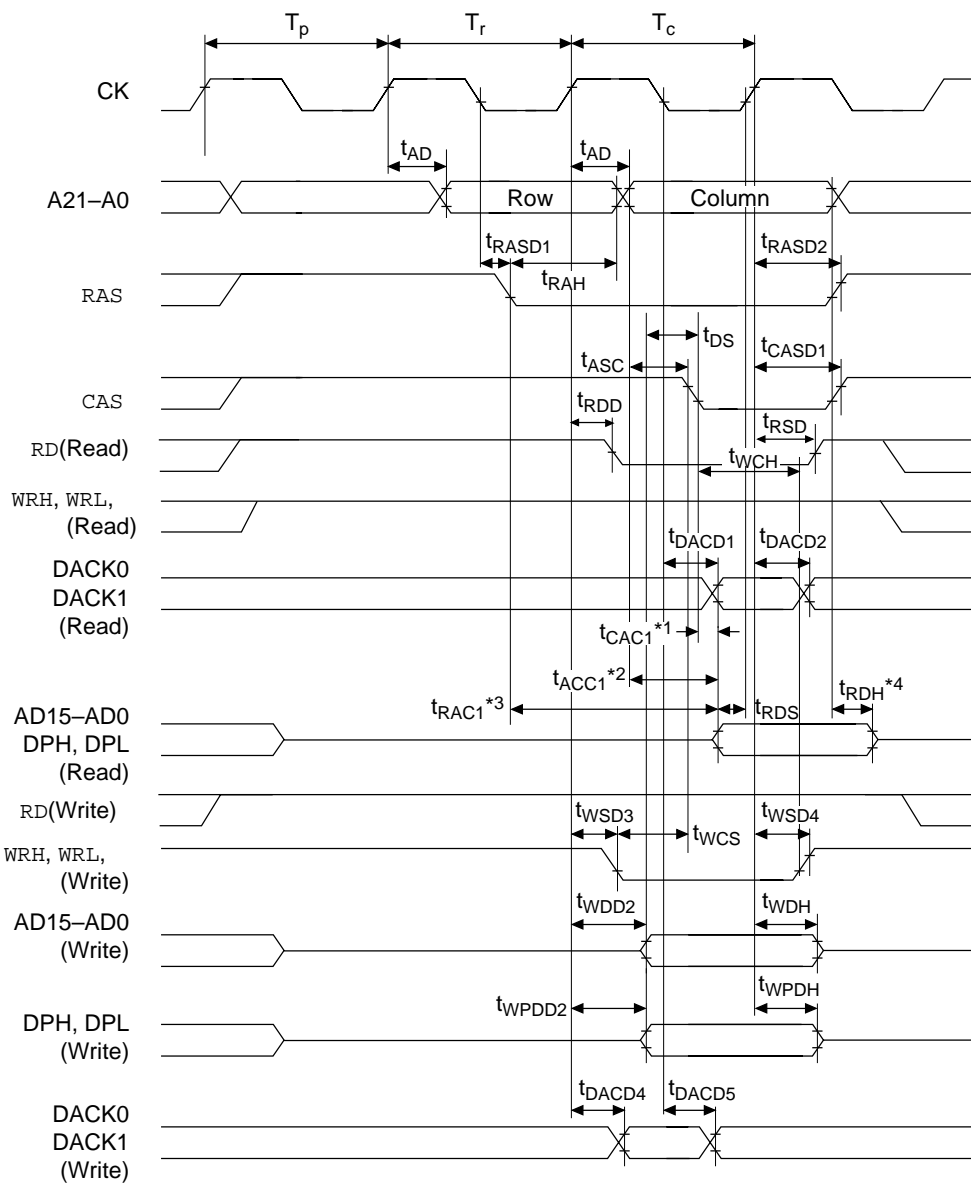 Tp Tr Tc
CK
tAD tAD
A21–A0 Row Column
tRASD1 tRASD2
tRAH
RAS
tDS
tCASD1
tASC
CAS
tRDD
tRSD
RD(Read)
tWCH
WRH, WRL,
(Read)
tDACD1 tDACD2
DACK0
DACK1
(Read)
tCAC1*1
tACC1*2
tRAC1*3 tRDS tRDH*4
AD15–AD0
DPH, DPL
(Read)
RD(Write)
tWSD3 tWCS tWSD4
WRH, WRL,
(Write)
AD15–AD0
(Write)
tWDD2 tWDH
tWPDD2 tWPDH
DPH, DPL
(Write)
tDACD4 tDACD5
DACK0
DACK1
(Write)